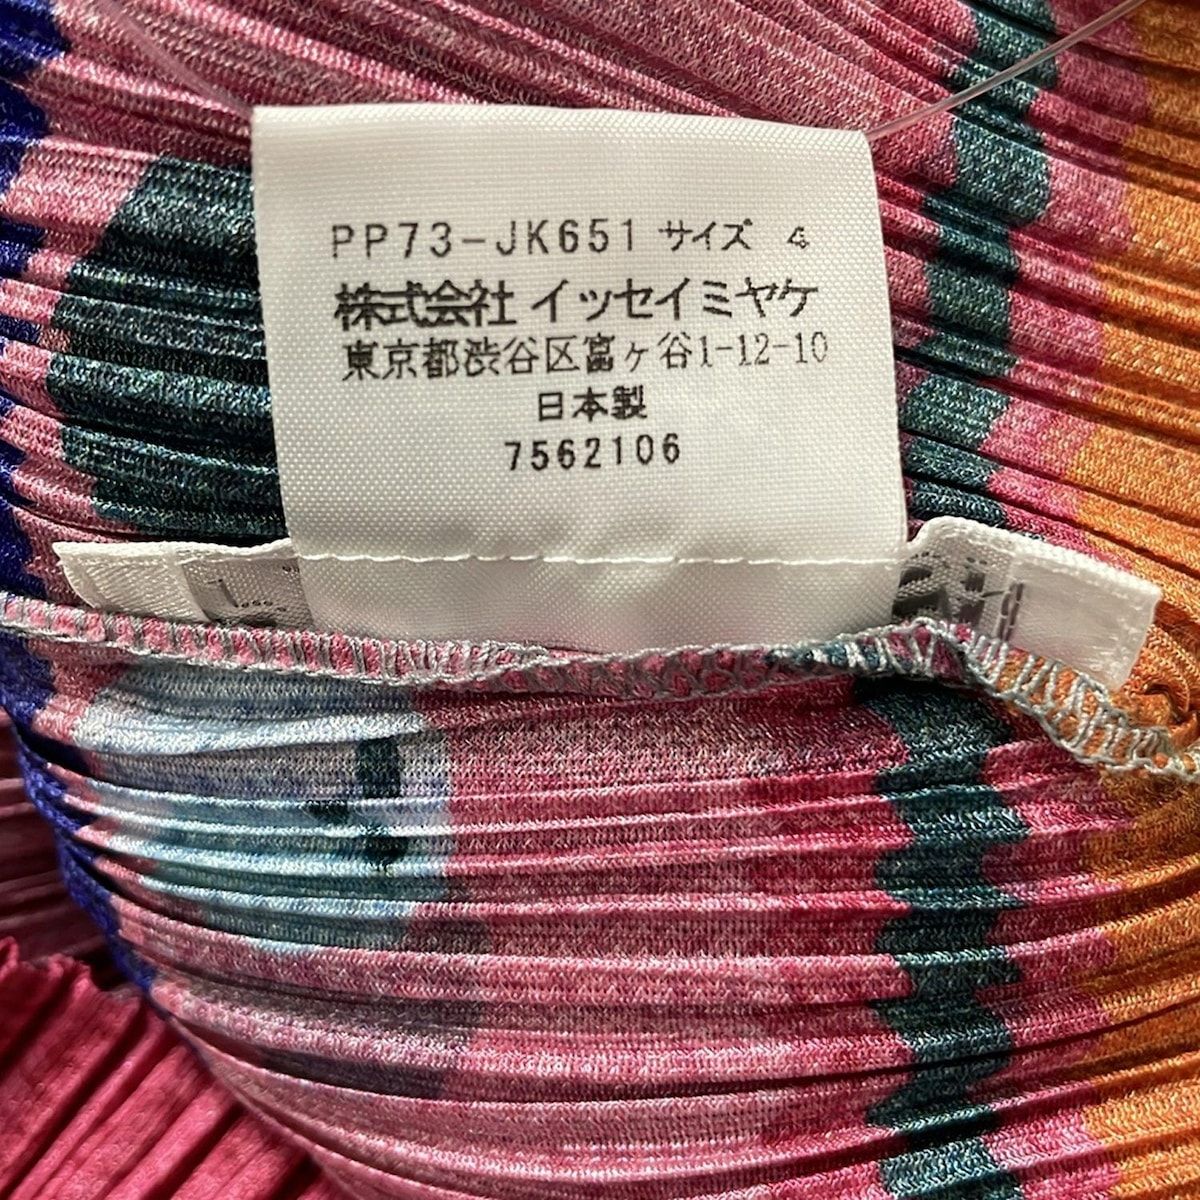 PP73-JK651 サイズ 4
株式会社 イッセイミヤケ
東京都渋谷区富ヶ谷1-12-10
日本製
7562106